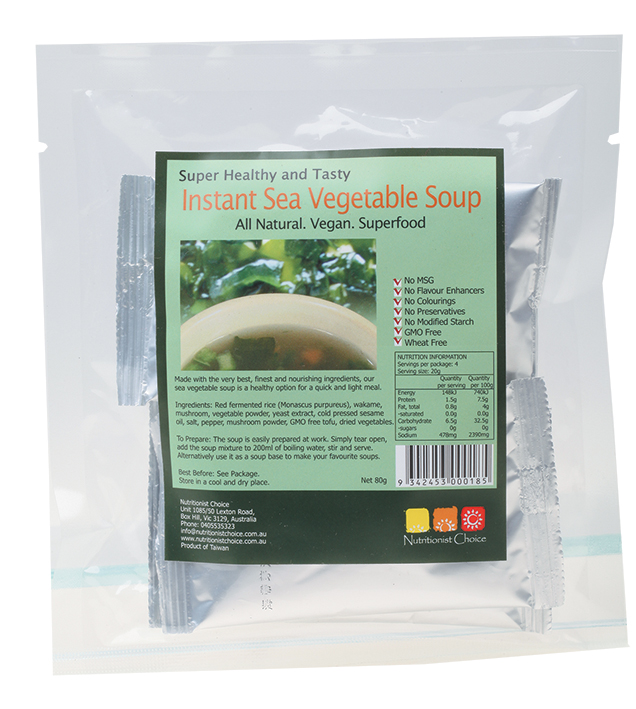 Super Healthy and Tasty
Instant Sea Vegetable Soup
All Natural. Vegan. Superfood
No MSG
No Flavour Enhancers
No Colourings
No Preservatives
No Modified Starch
GMO Free
Wheat Free
Made with the very best, finest and nourishing ingredients, our
sea vegetable soup is a healthy option for a quick and light meal.
Ingredients: Red fermented rice (Monascus purpureus), wakame,
mushroom, vegetable powder, yeast extract, cold pressed sesame
oil, salt, pepper, mushroom powder, GMO free tofu, dried vegetables.
To Prepare: The soup is easily prepared at work. Simply tear open,
add the soup mixture to 200ml of boiling water, stir and serve.
Alternatively use it as a soup base to make your favourite soups.
Best Before: See Package.
Store in a cool and dry place.
Net 80g
NUTRITION INFORMATION
Servings per package: 4
Serving size: 20g
Quantity Quantity
per serving per 100g
Energy 148kJ 740kJ
Protein 1.5g 7.5g
Fat, total 0.8g 4g
-saturated 0.0g 0.0g
Carbohydrate 6.5g 32.5g
-sugars 0g 0g
Sodium 478mg 2390mg
9 342453 000185
Nutritionist Choice
Unit 1085/50 Lexton Road,
Box Hill, Vic 3129, Australia
Phone: 0405535323
info@nutritionistchoice.com.au
www.nutritionistchoice.com.au
Product of Taiwan
Nutritionist Choice